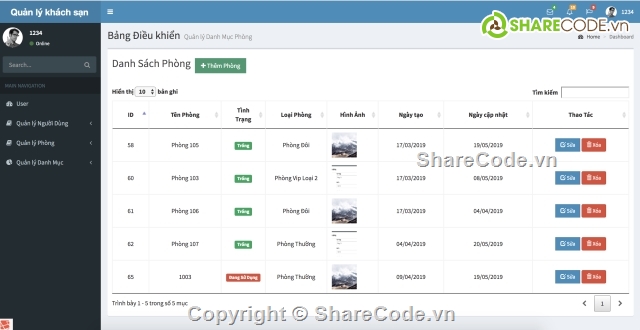 Quản lý khách sạn
1234
SHARECODE.vn
1234
Online
Search...
MAIN NAVIGATION
User
Quản lý Người Dùng
Quản lý Phòng
Quản lý Danh Mục
Bảng Điều khiển Quản lý Danh Mục Phòng
Home Dashboard
Danh Sách Phòng
+ Thêm Phòng
Hiển thị 10 bản ghi
Tìm kiếm
ID Tên Phòng Tình Trạng Loại Phòng Hình Ảnh Ngày tạo Ngày cập nhật Thao Tác
58 Phòng 105 Trống Phòng Đôi 17/03/2019 19/05/2019 Sửa Xóa
ShareCode.vn
60 Phòng 103 Trống Phòng Vip Loại 2 17/03/2019 08/05/2019 Sửa Xóa
61 Phòng 106 Trống Phòng Đôi 17/03/2019 04/04/2019 Sửa Xóa
62 Phòng 107 Trống Phòng Thường 04/04/2019 20/05/2019 Sửa Xóa
65 1003 Đang Sử Dụng Phòng Thường 09/04/2019 19/05/2019 Sửa Xóa
Trình bày 1 - 5 trong số 5 mục
1
Copyright © ShareCode.vn